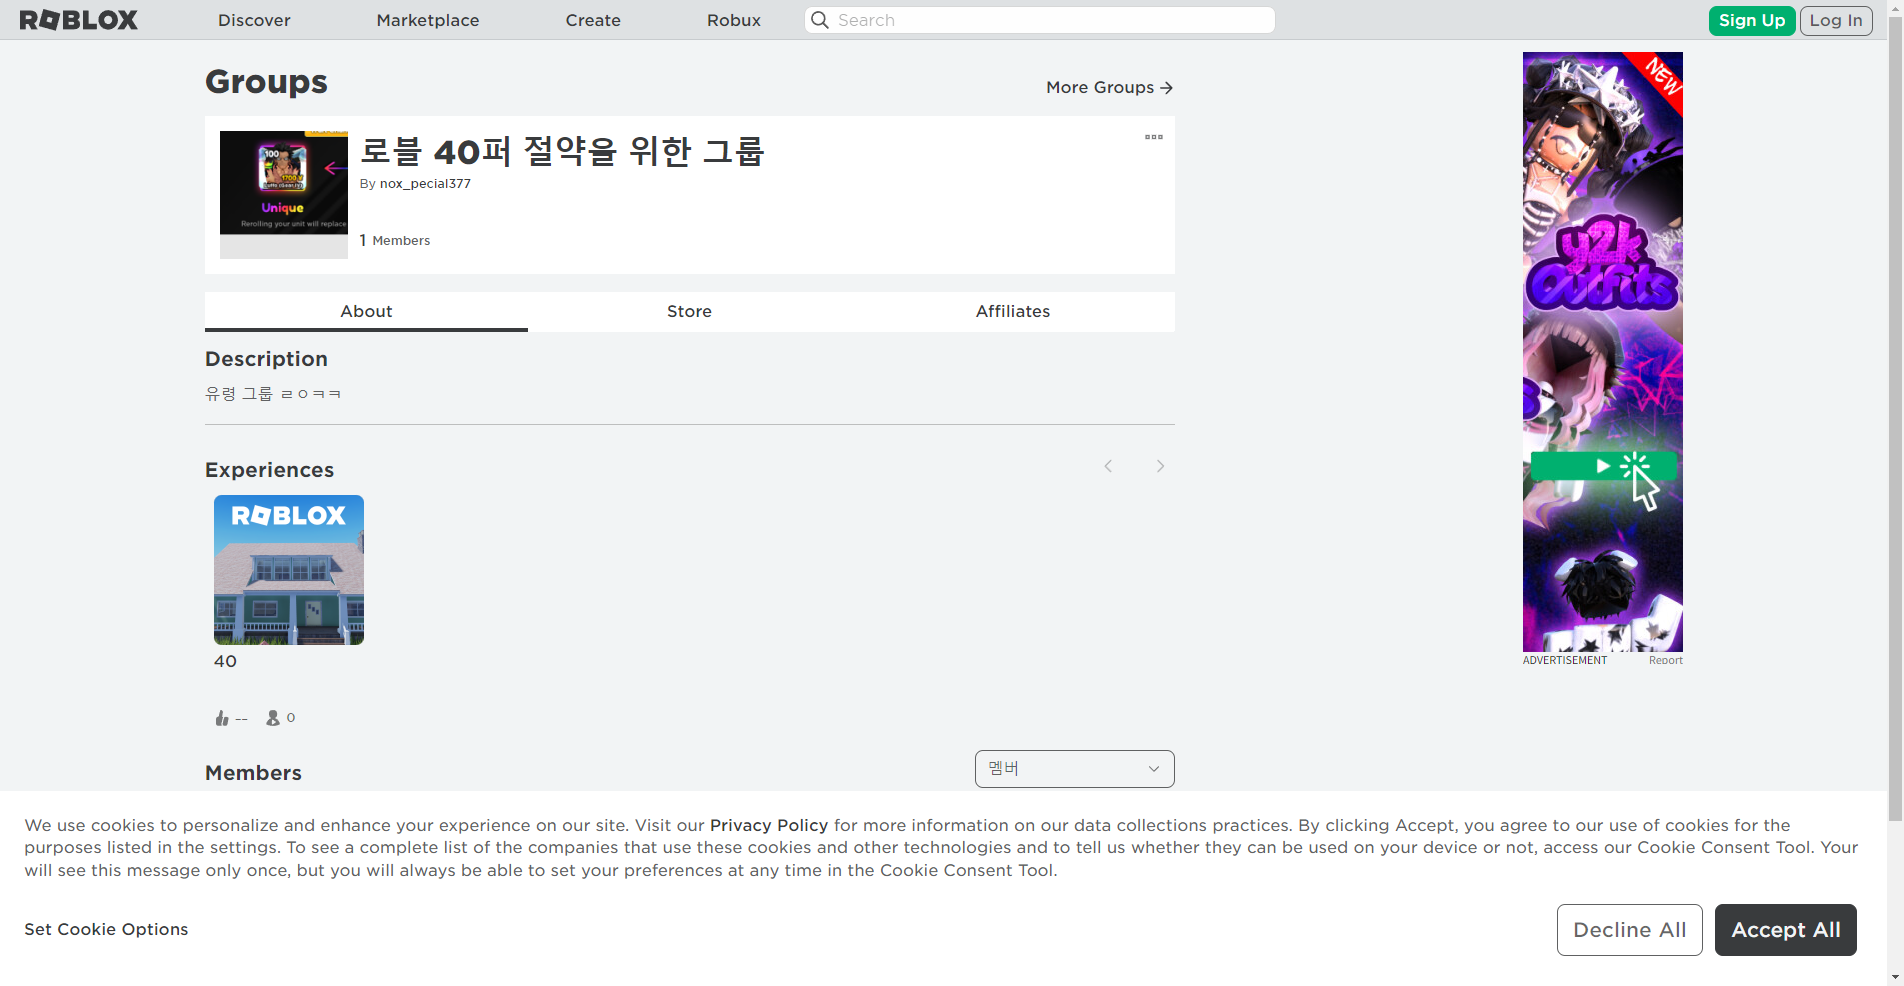 ROBLOX
Discover
Marketplace
Create
Robux
Search
Sign Up
Log In
Groups
More Groups
로블 40퍼 절약을 위한 그룹
By nox_pecial377
1 Members
100
Unique
Rerolling your unit will replace
About
Store
Affiliates
Description
유령 그룹 ㄹㅇㅋㅋ
Experiences
ROBLOX
40
--
0
Members
멤버
NEW
y2k
Outfits
ADVERTISEMENT
Report
We use cookies to personalize and enhance your experience on our site. Visit our Privacy Policy for more information on our data collections practices. By clicking Accept, you agree to our use of cookies for the
purposes listed in the settings. To see a complete list of the companies that use these cookies and other technologies and to tell us whether they can be used on your device or not, access our Cookie Consent Tool. Your
will see this message only once, but you will always be able to set your preferences at any time in the Cookie Consent Tool.
Set Cookie Options
Decline All
Accept All